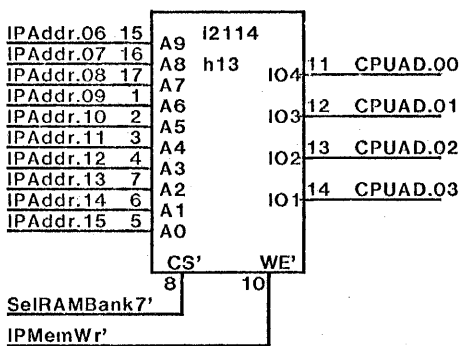 IPAddr.06 15 A9 i2114
IPAddr.07 16 A8 h13 IO4 11 CPUAD.00
IPAddr.08 17 A7
IPAddr.09 1 A6 IO3 12 CPUAD.01
IPAddr.10 2 A5
IPAddr.11 3 A4 IO2 13 CPUAD.02
IPAddr.12 4 A3
IPAddr.13 7 A2 IO1 14 CPUAD.03
IPAddr.14 6 A1
IPAddr.15 5 A0
CS' WE'
8 10
SelRAMBank7'
IPMemWr'